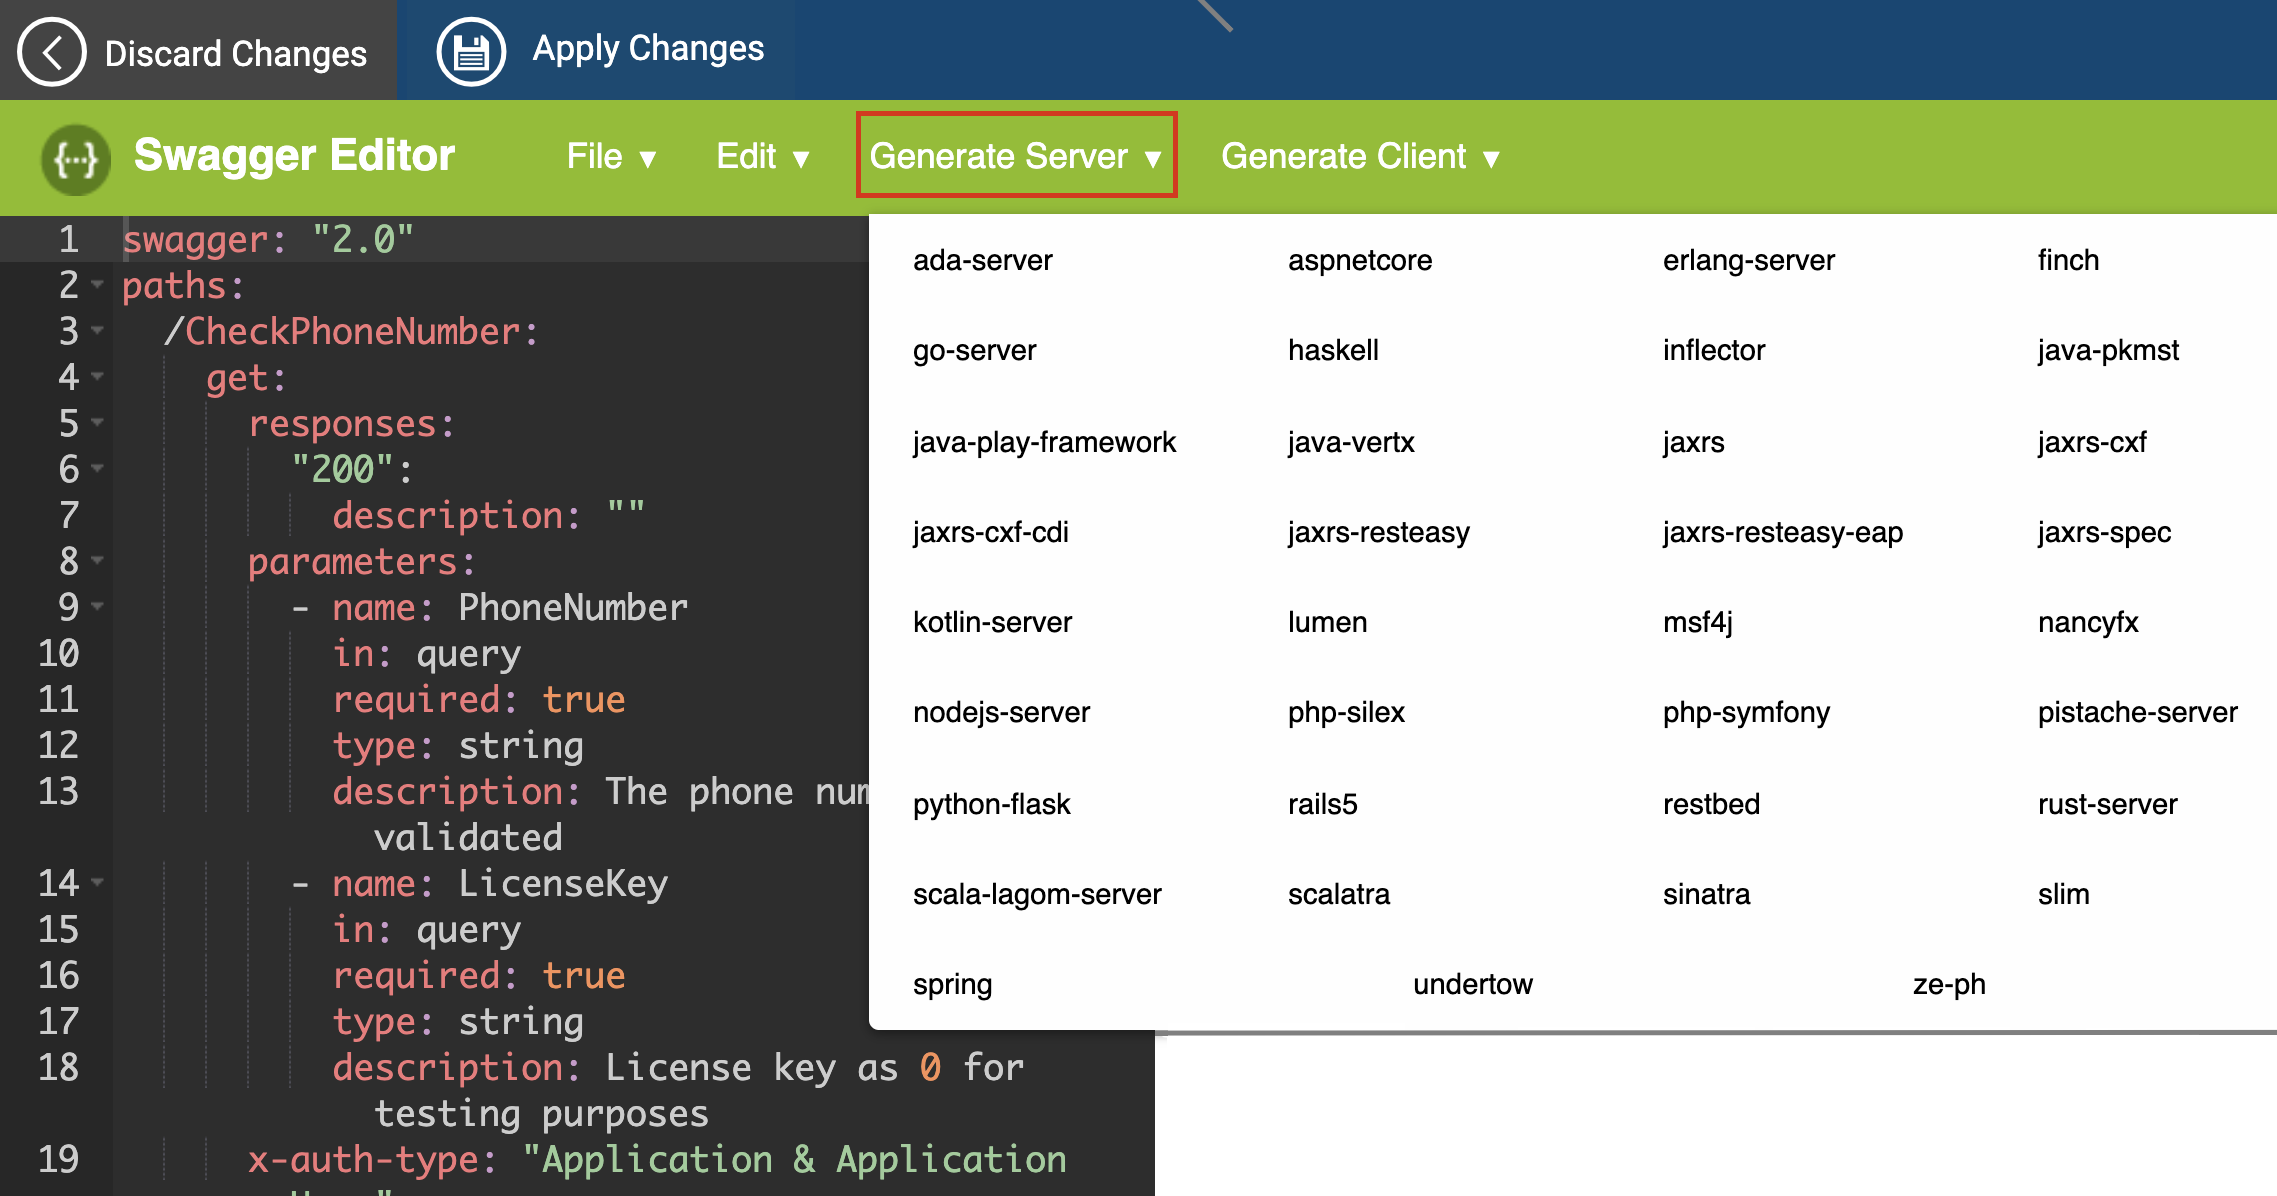 Discard Changes
Apply Changes
Swagger Editor
File ▼
Edit ▼
Generate Server ▼
Generate Client ▼
1 swagger: "2.0"
2 paths:
3 /CheckPhoneNumber:
4 get:
5 responses:
6 "200":
7 description: ""
8 parameters:
9 - name: PhoneNumber
10 in: query
11 required: true
12 type: string
13 description: The phone
validated
14 - name: LicenseKey
15 in: query
16 required: true
17 type: string
18 description: License key as 0 for
testing purposes
19 x-auth-type: "Application & Application
ada-server aspnetcore erlang-server finch
go-server haskell inflector java-pkmst
java-play-framework java-vertx jaxrs jaxrs-cxf
jaxrs-cxf-cdi jaxrs-resteasy jaxrs-resteasy-eap jaxrs-spec
kotlin-server lumen msf4j nancyfx
nodejs-server php-silex php-symfony pistache-server
python-flask rails5 restbed rust-server
scala-lagom-server scalatra sinatra slim
spring undertow ze-ph